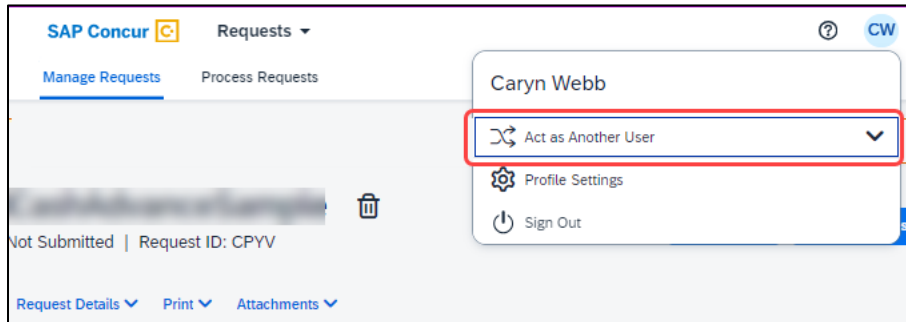 SAP Concur C Requests
CW
Manage Requests Process Requests
Caryn Webb
Act as Another User
Profile Settings
Sign Out
Not Submitted | Request ID: CPYV
Request Details Print Attachments